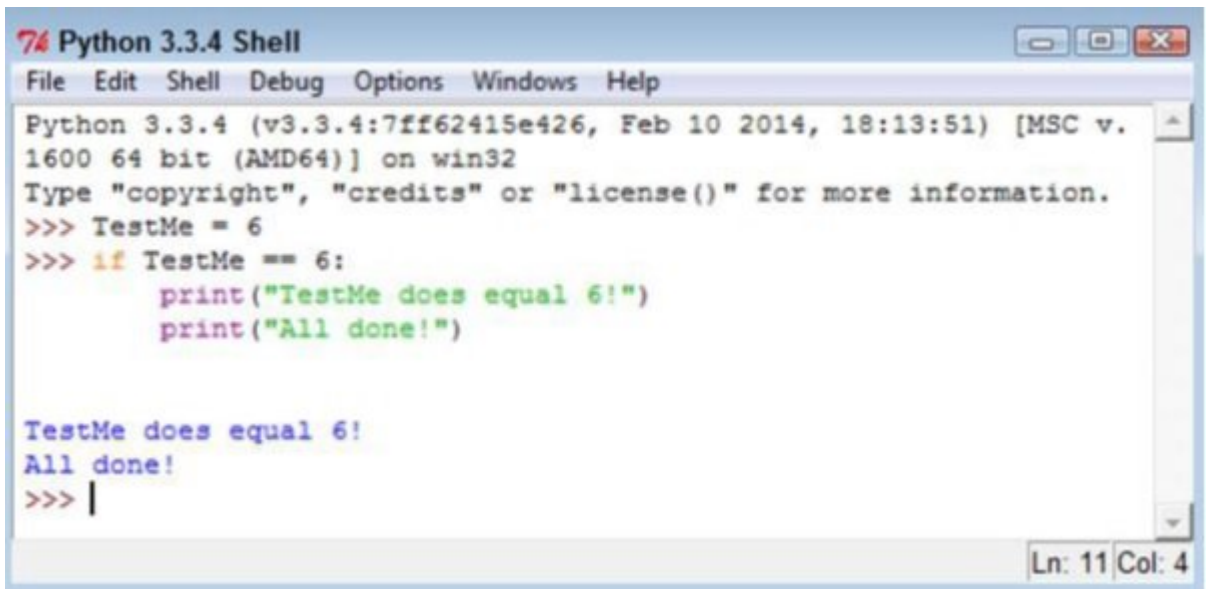 Python 3.3.4 Shell
File Edit Shell Debug Options Windows Help
Python 3.3.4 (v3.3.4:7ff62415e426, Feb 10 2014, 18:13:51) [MSC v.
1600 64 bit (AMD64)] on win32
Type "copyright", "credits" or "license()" for more information.
>>> TestMe = 6
>>> if TestMe == 6:
        print("TestMe does equal 6!")
        print("All done!")
TestMe does equal 6!
All done!
>>>
Ln: 11 Col: 4